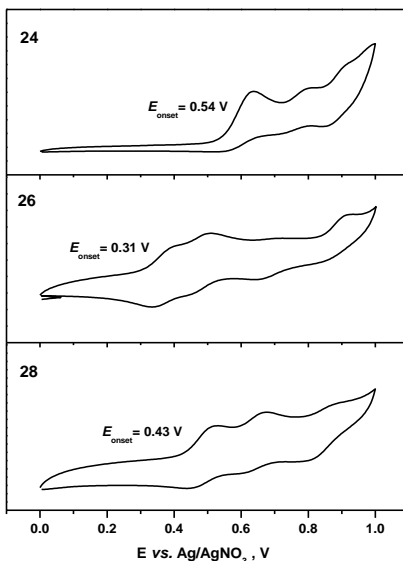 24
E onset = 0.54 V
26
E onset = 0.31 V
28
E onset = 0.43 V
0.0 0.2 0.4 0.6 0.8 1.0
E vs. Ag/AgNO3 , V